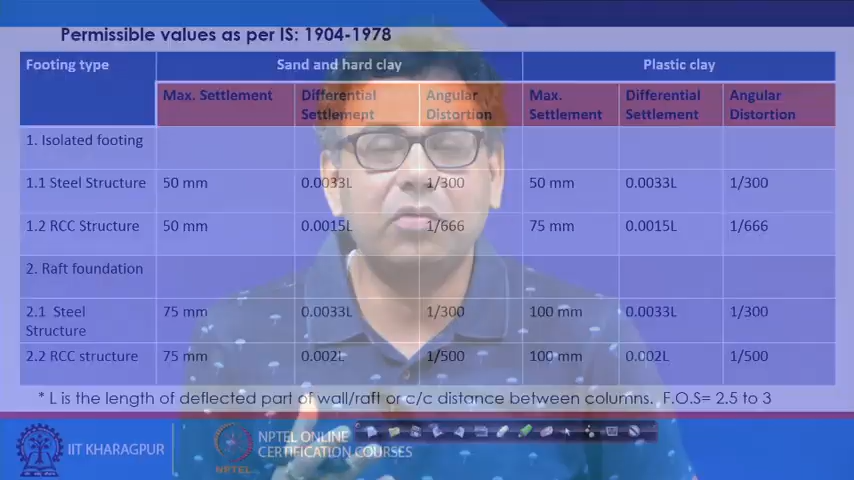 Permissible values as per IS: 1904-1978
Footing type Sand and hard clay Plastic clay
Max. Settlement Differential Settlement Angular Distortion Max. Settlement Differential Settlement Angular Distortion
1. Isolated footing
1.1 Steel Structure 50 mm 0.0033L 1/300 50 mm 0.0033L 1/300
1.2 RCC Structure 50 mm 0.0015L 1/666 75 mm 0.0015L 1/666
2. Raft foundation
2.1 Steel Structure 75 mm 0.0033L 1/300 100 mm 0.0033L 1/300
2.2 RCC structure 75 mm 0.002L 1/500 100 mm 0.002L 1/500
* L is the length of deflected part of wall/raft or c/c distance between columns. F.O.S= 2.5 to 3
IIT KHARAGPUR
NPTEL
NPTEL ONLINE
CERTIFICATION COURSES